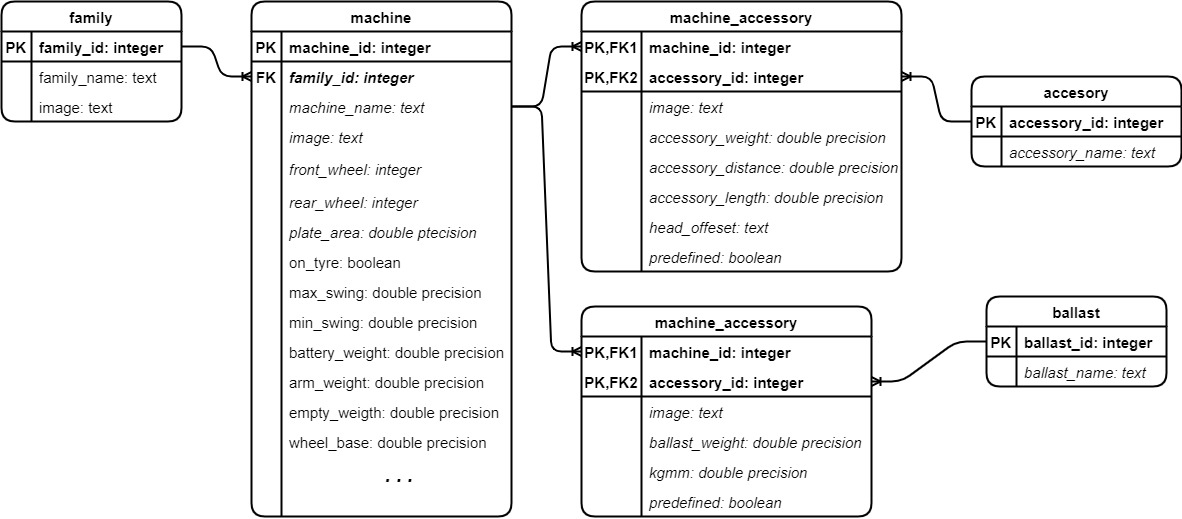 family
PK family_id: integer
family_name: text
image: text
machine
PK machine_id: integer
FK family_id: integer
machine_name: text
image: text
front_wheel: integer
rear_wheel: integer
plate_area: double ptecision
on_tyre: boolean
max_swing: double precision
min_swing: double precision
battery_weight: double precision
arm_weight: double precision
empty_weigth: double precision
wheel_base: double precision
. . .
machine_accessory
PK,FK1 machine_id: integer
PK,FK2 accessory_id: integer
image: text
accessory_weight: double precision
accessory_distance: double precision
accessory_length: double precision
head_offeset: text
predefined: boolean
accesory
PK accessory_id: integer
accessory_name: text
machine_accessory
PK,FK1 machine_id: integer
PK,FK2 accessory_id: integer
image: text
ballast_weight: double precision
kgmm: double precision
predefined: boolean
ballast
PK ballast_id: integer
ballast_name: text